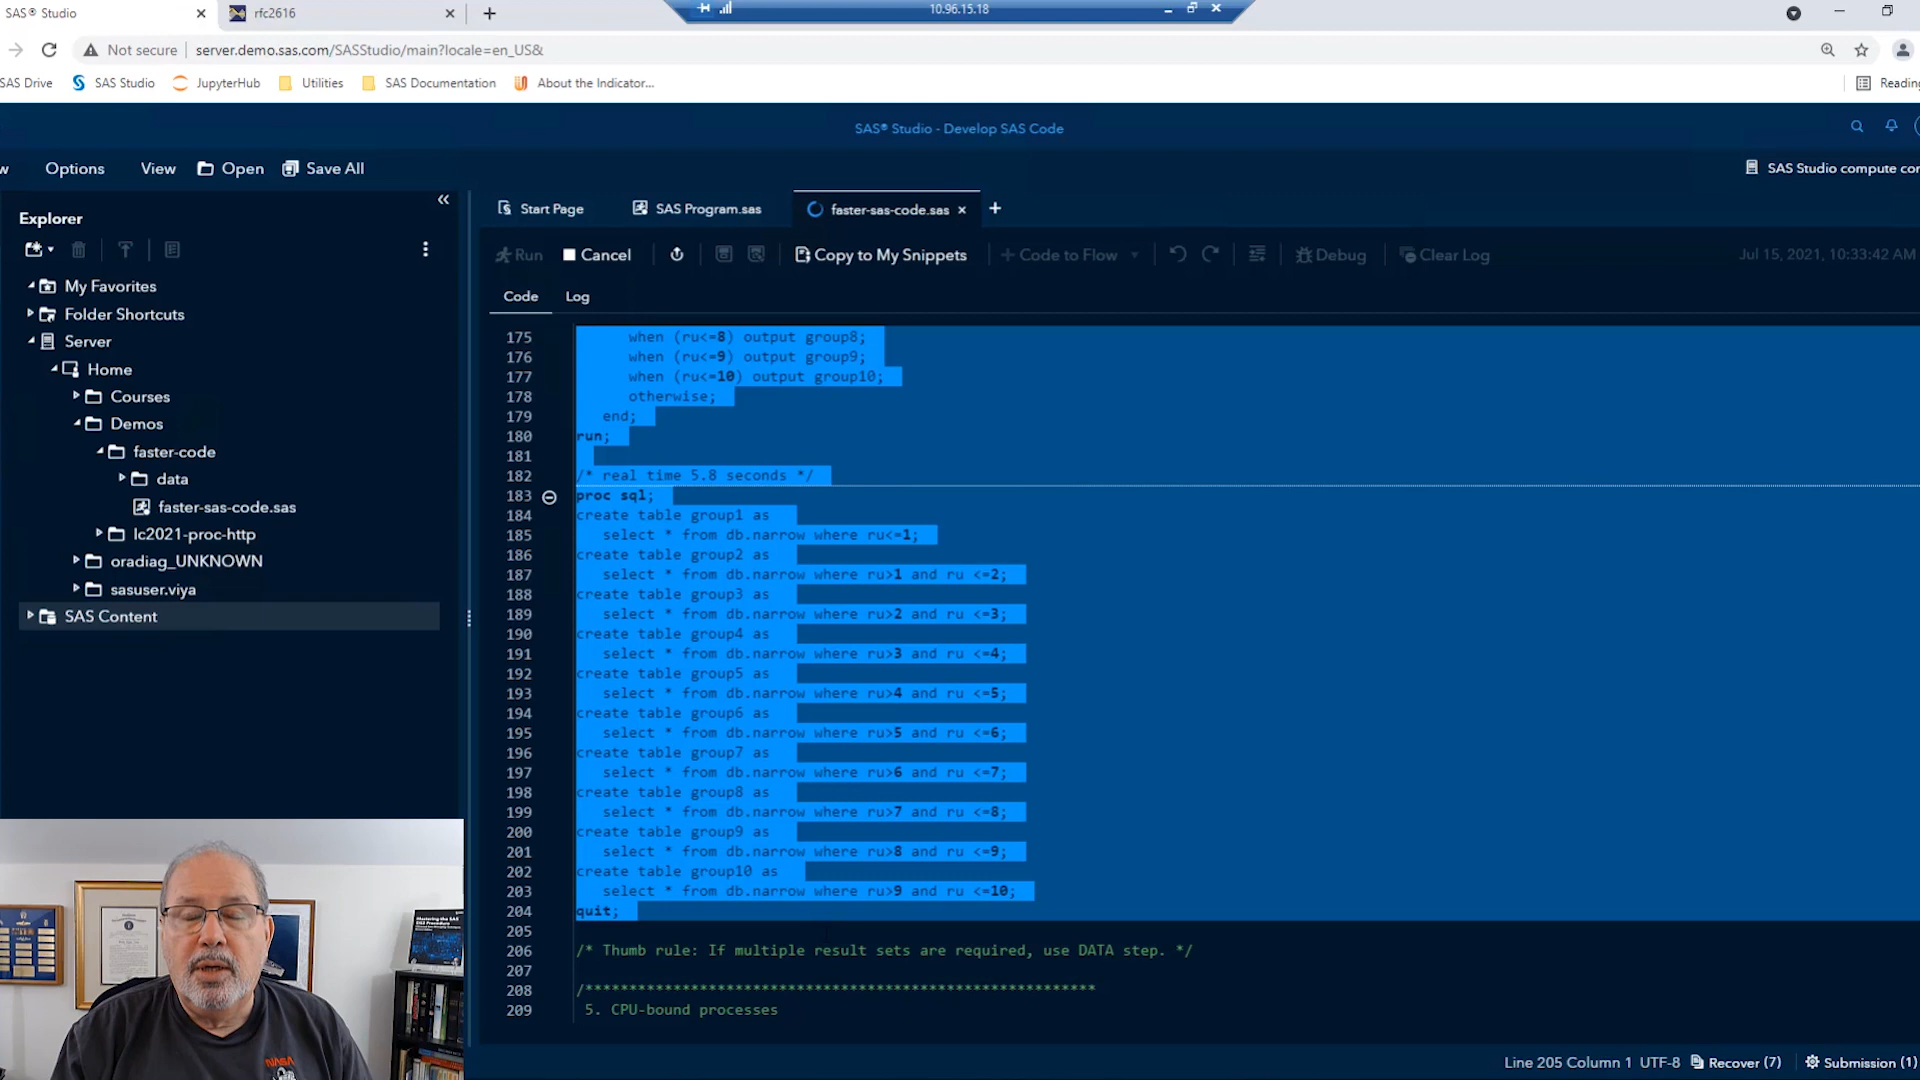 SAS® Studio
rfc2616
10.96.15.18
Not secure
server.demo.sas.com/SASStudio/main?locale=en_US&
SAS Drive
SAS Studio
JupyterHub
Utilities
SAS Documentation
About the Indicator...
Reading
SAS® Studio - Develop SAS Code
w
Options
View
Open
Save All
SAS Studio compute con
Explorer
Start Page
SAS Program.sas
faster-sas-code.sas
Run
Cancel
Copy to My Snippets
Code to Flow
Debug
Clear Log
Jul 15, 2021, 10:33:42 AM
Code
Log
My Favorites
Folder Shortcuts
Server
Home
Courses
Demos
faster-code
data
faster-sas-code.sas
lc2021-proc-http
oradiag_UNKNOWN
sasuser.viya
SAS Content
175 when (ru<=8) output group8;
176 when (ru<=9) output group9;
177 when (ru<=10) output group10;
178 otherwise;
179 end;
180 run;
181
182 /* real time 5.8 seconds */
183 proc sql;
184 create table group1 as
185 select * from db.narrow where ru<=1;
186 create table group2 as
187 select * from db.narrow where ru>1 and ru <=2;
188 create table group3 as
189 select * from db.narrow where ru>2 and ru <=3;
190 create table group4 as
191 select * from db.narrow where ru>3 and ru <=4;
192 create table group5 as
193 select * from db.narrow where ru>4 and ru <=5;
194 create table group6 as
195 select * from db.narrow where ru>5 and ru <=6;
196 create table group7 as
197 select * from db.narrow where ru>6 and ru <=7;
198 create table group8 as
199 select * from db.narrow where ru>7 and ru <=8;
200 create table group9 as
201 select * from db.narrow where ru>8 and ru <=9;
202 create table group10 as
203 select * from db.narrow where ru>9 and ru <=10;
204 quit;
205
206 /* Thumb rule: If multiple result sets are required, use DATA step. */
207
208 /**********************************************************
209 5. CPU-bound processes
NASA
Line 205 Column 1
UTF-8
Recover (7)
Submission (1)